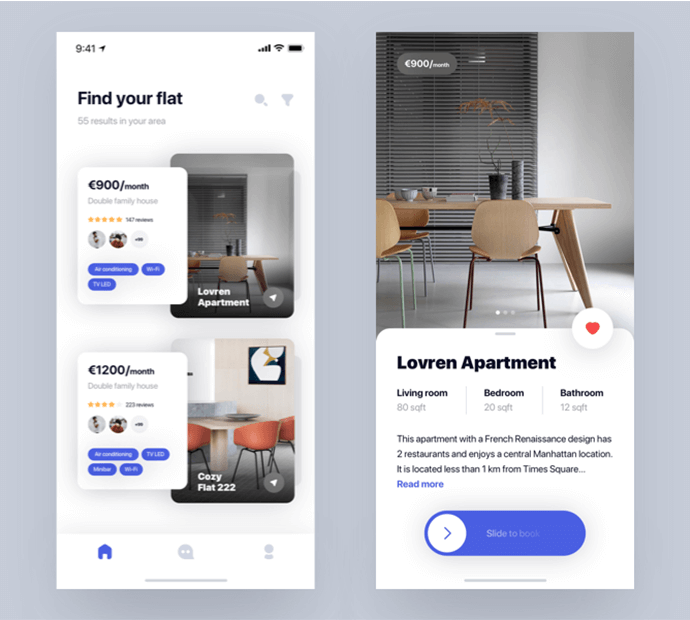 9:41
Find your flat
55 results in your area
€900/month
Double family house
147 reviews
+99
Air conditioning
Wi-Fi
TV LED
Lovren
Apartment
€1200/month
Double family house
223 reviews
+99
Air conditioning
TV LED
Minibar
Wi-Fi
Cozy
Flat 222
€900/month
Lovren Apartment
Living room
80 sqft
Bedroom
20 sqft
Bathroom
12 sqft
This apartment with a French Renaissance design has
2 restaurants and enjoys a central Manhattan location.
It is located less than 1 km from Times Square...
Read more
Slide to book